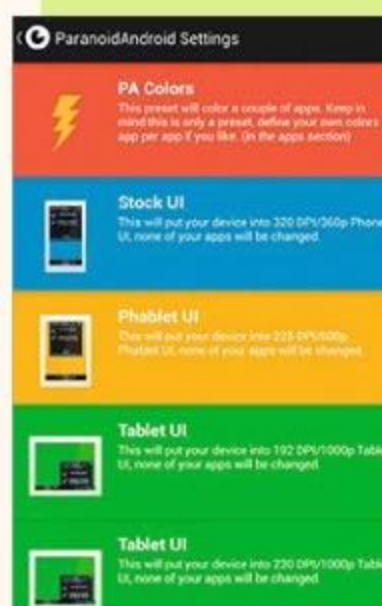 ParanoidAndroid Settings
PA Colors
This preset will color a couple of apps. Keep in
mind this is only a preset, define your own colors
app per app if you like. (in the apps section)
Stock UI
This will put your device into 320 DPI/360p Phone
UI, none of your apps will be changed.
Phablet UI
This will put your device into 225 DPI/600p
Phablet UI, none of your apps will be changed.
Tablet UI
This will put your device into 192 DPI/1000p Table
UI, none of your apps will be changed.
Tablet UI
This will put your device into 220 DPI/1000p Table
UI, none of your apps will be changed.